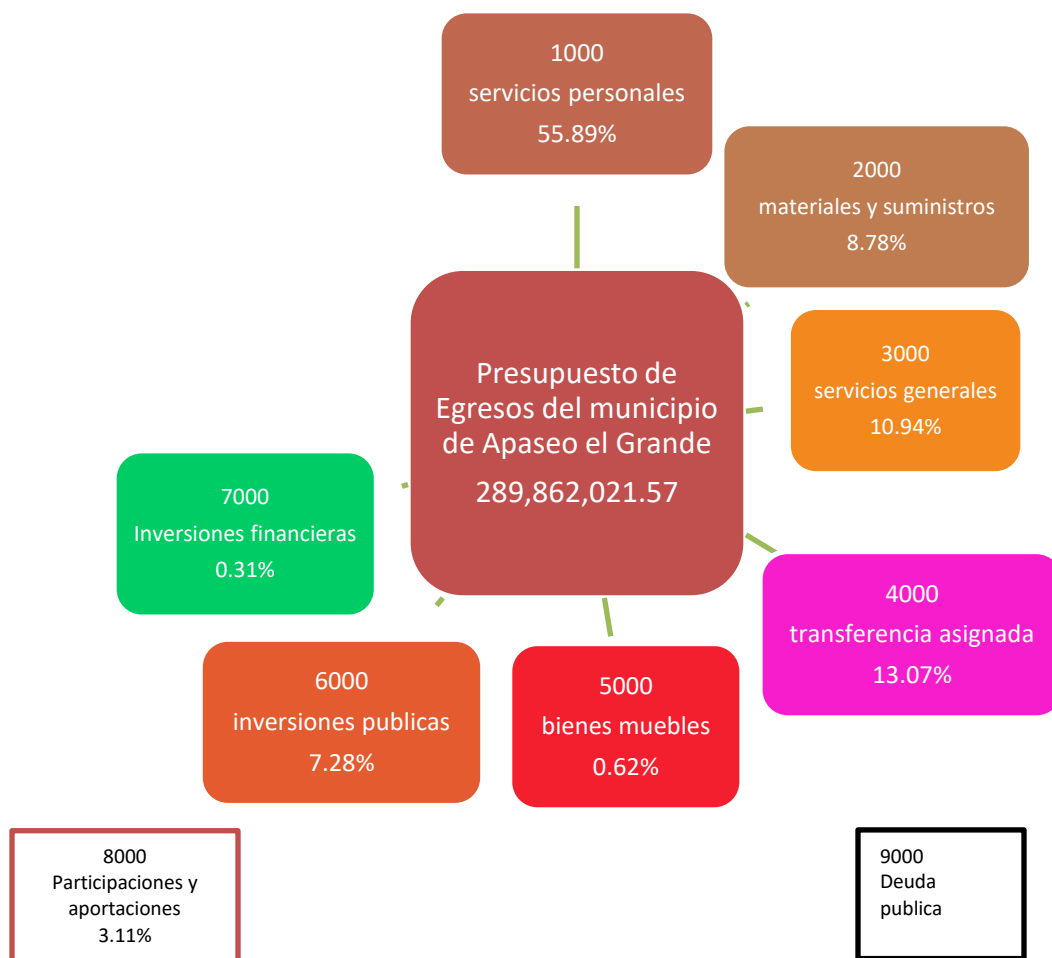 1000
servicios personales
55.89%
2000
materiales y suministros
8.78%
3000
servicios generales
10.94%
Presupuesto de
Egresos del municipio
de Apaseo el Grande
289,862,021.57
4000
transferencia asignada
13.07%
5000
bienes muebles
0.62%
6000
inversiones publicas
7.28%
7000
Inversiones financieras
0.31%
8000
Participaciones y
aportaciones
3.11%
9000
Deuda
publica